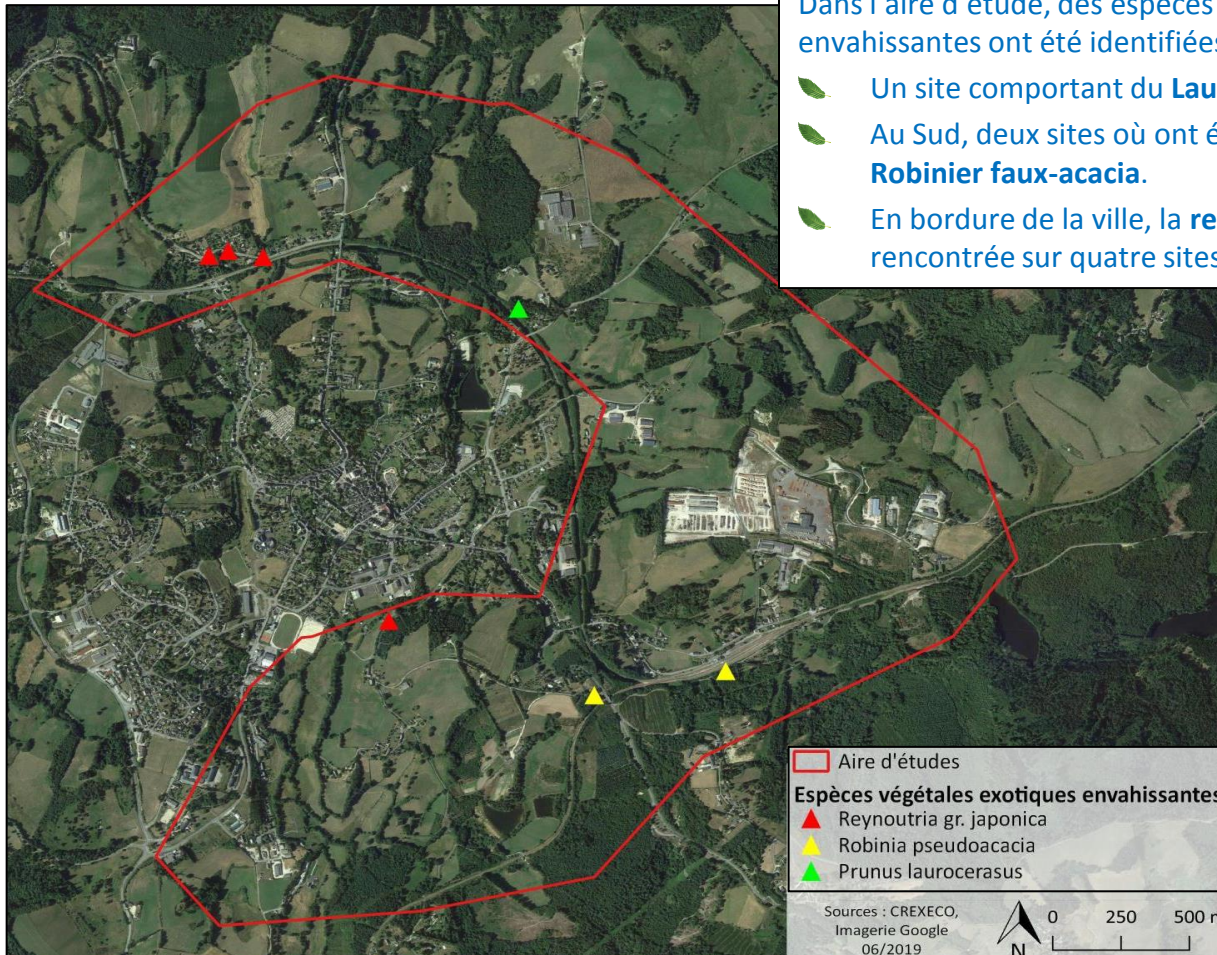 Dans l'aire d'étude, des espèces
envahissantes ont été identifiées
Un site comportant du Lau
Au Sud, deux sites où ont é
Robinier faux-acacia.
En bordure de la ville, la re
rencontrée sur quatre sites
Aire d'études
Espèces végétales exotiques envahissantes
Reynoutria gr. japonica
Robinia pseudoacacia
Prunus laurocerasus
Sources : CREXECO,
Imagerie Google
06/2019
N
0 250 500 m